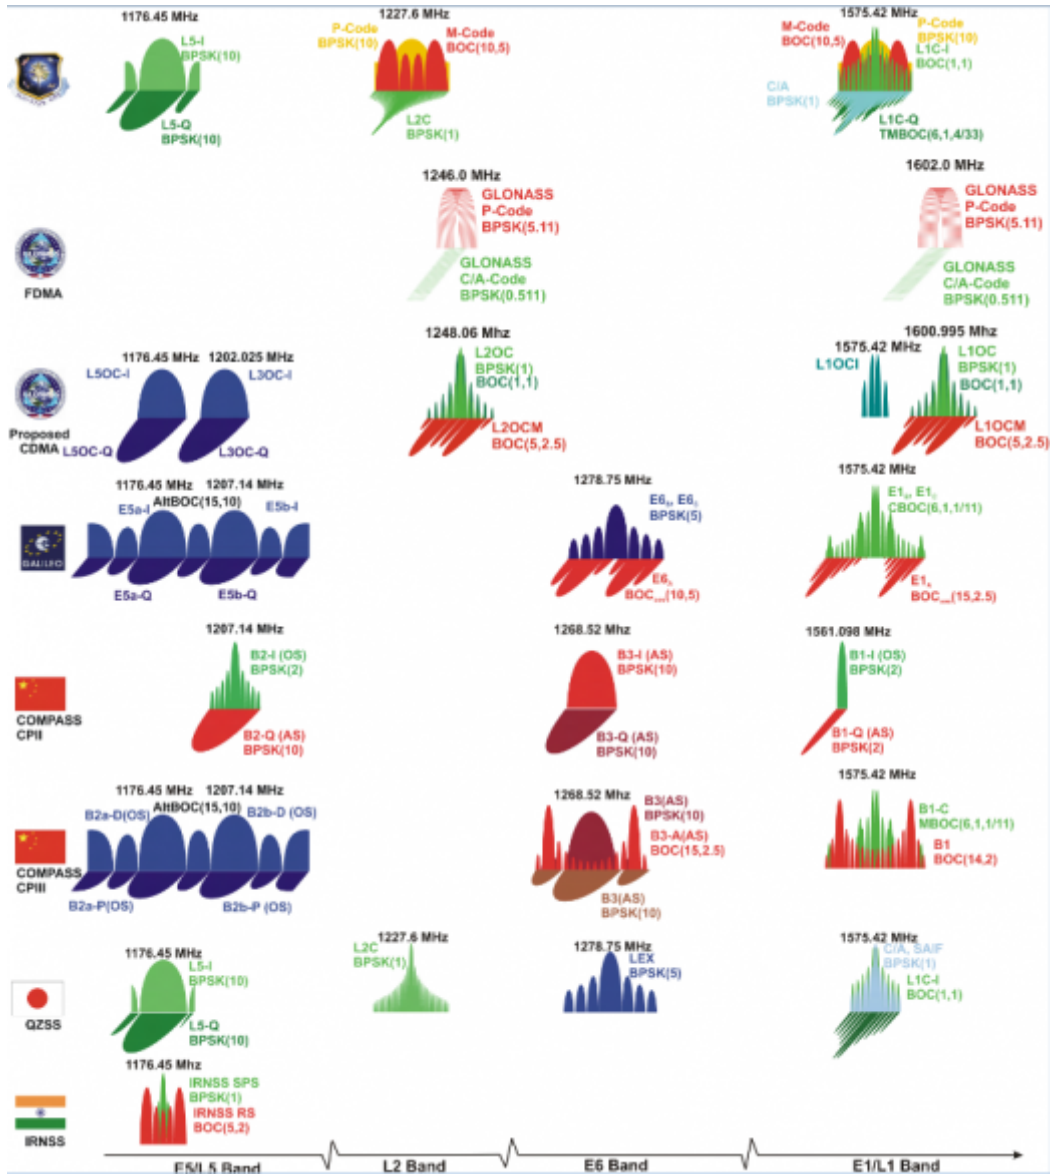 1176.45 MHz
L5-I
BPSK(10)
L5-Q
BPSK(10)
1227.6 MHz
P-Code
BPSK(10)
M-Code
BOC(10,5)
L2C
BPSK(1)
1575.42 MHz
M-Code
BOC(10,5)
P-Code
BPSK(10)
L1C-I
BOC(1,1)
C/A
BPSK(1)
L1C-Q
TMBOC(6,1,4/33)
FDMA
1246.0 MHz
GLONASS
P-Code
BPSK(5.11)
GLONASS
C/A-Code
BPSK(0.511)
1602.0 MHz
GLONASS
P-Code
BPSK(5.11)
GLONASS
C/A-Code
BPSK(0.511)
Proposed
CDMA
1176.45 MHz
1202.025 MHz
L5OC-I
L3OC-I
L5OC-Q
L3OC-Q
1248.06 Mhz
L2OC
BPSK(1)
BOC(1,1)
L2OCM
BOC(5,2.5)
1575.42 MHz
L1OCI
1600.995 Mhz
L1OC
BPSK(1)
BOC(1,1)
L1OCM
BOC(5,2.5)
GALILEO
1176.45 MHz
1207.14 MHz
AltBOC(15,10)
E5a-I
E5b-I
E5a-Q
E5b-Q
1278.75 MHz
BPSK(5)
(10,5)
1575.42 MHz
CBOC(6,1,1/11)
(15,2.5)
COMPASS
CPII
1207.14 MHz
B2-I (OS)
BPSK(2)
B2-Q (AS)
BPSK(10)
1268.52 Mhz
B3-I (AS)
BPSK(10)
B3-Q (AS)
BPSK(10)
1561.098 MHz
B1-I (OS)
BPSK(2)
B1-Q (AS)
BPSK(2)
COMPASS
CPIII
1176.45 MHz
1207.14 MHz
AltBOC(15,10)
B2a-D(OS)
B2b-D (OS)
B2a-P(OS)
B2b-P (OS)
1268.52 Mhz
B3(AS)
BPSK(10)
B3-A(AS)
BOC(15,2.5)
B3(AS)
BPSK(10)
1575.42 MHz
B1-C
MBOC(6,1,1/11)
B1
BOC(14,2)
QZSS
1176.45 MHz
L5-I
BPSK(10)
L5-Q
BPSK(10)
1227.6 MHz
L2C
BPSK(1)
1278.75 MHz
LEX
BPSK(5)
1575.42 MHz
C/A, SAIF
BPSK(1)
L1C-I
BOC(1,1)
IRNSS
1176.45 Mhz
IRNSS SPS
BPSK(1)
IRNSS RS
BOC(5,2)
E5/L5 Band
L2 Band
E6 Band
E1/L1 Band